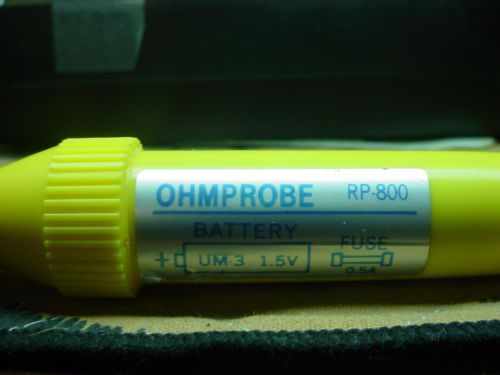 OHMPROBE RP-800
BATTERY
+ UM-3 1.5V
FUSE
0.5A